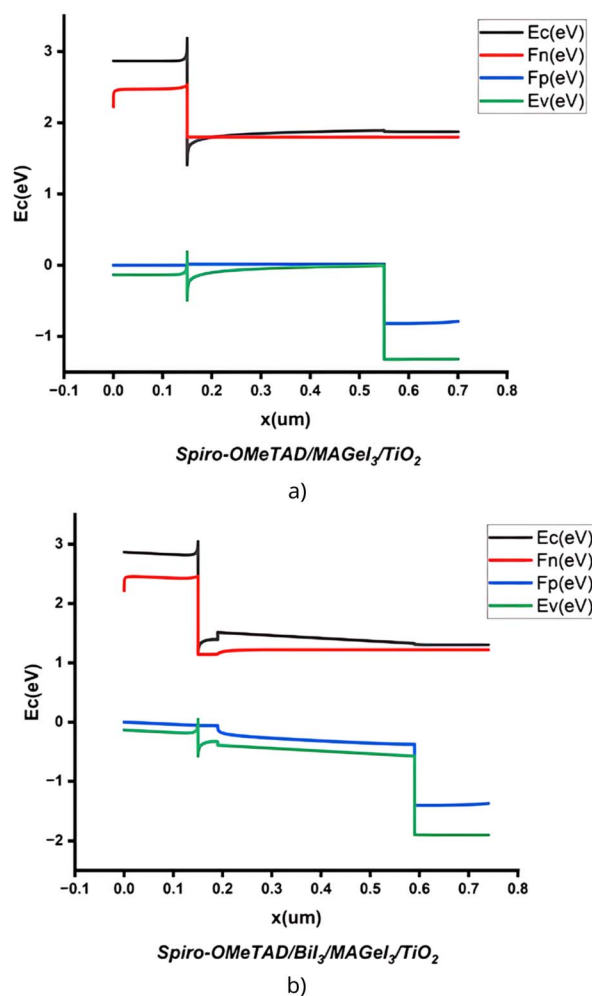 3
2
1
0
−1
Ec(eV)
Ec(eV)
Fn(eV)
Fp(eV)
Ev(eV)
−0.1 0.0 0.1 0.2 0.3 0.4 0.5 0.6 0.7 0.8
x(um)
Spiro-OMeTAD/MAGeI₃/TiO₂
a)
3
2
1
0
−1
−2
Ec(eV)
Ec(eV)
Fn(eV)
Fp(eV)
Ev(eV)
−0.1 0.0 0.1 0.2 0.3 0.4 0.5 0.6 0.7 0.8
x(um)
Spiro-OMeTAD/BiI₃/MAGeI₃/TiO₂
b)